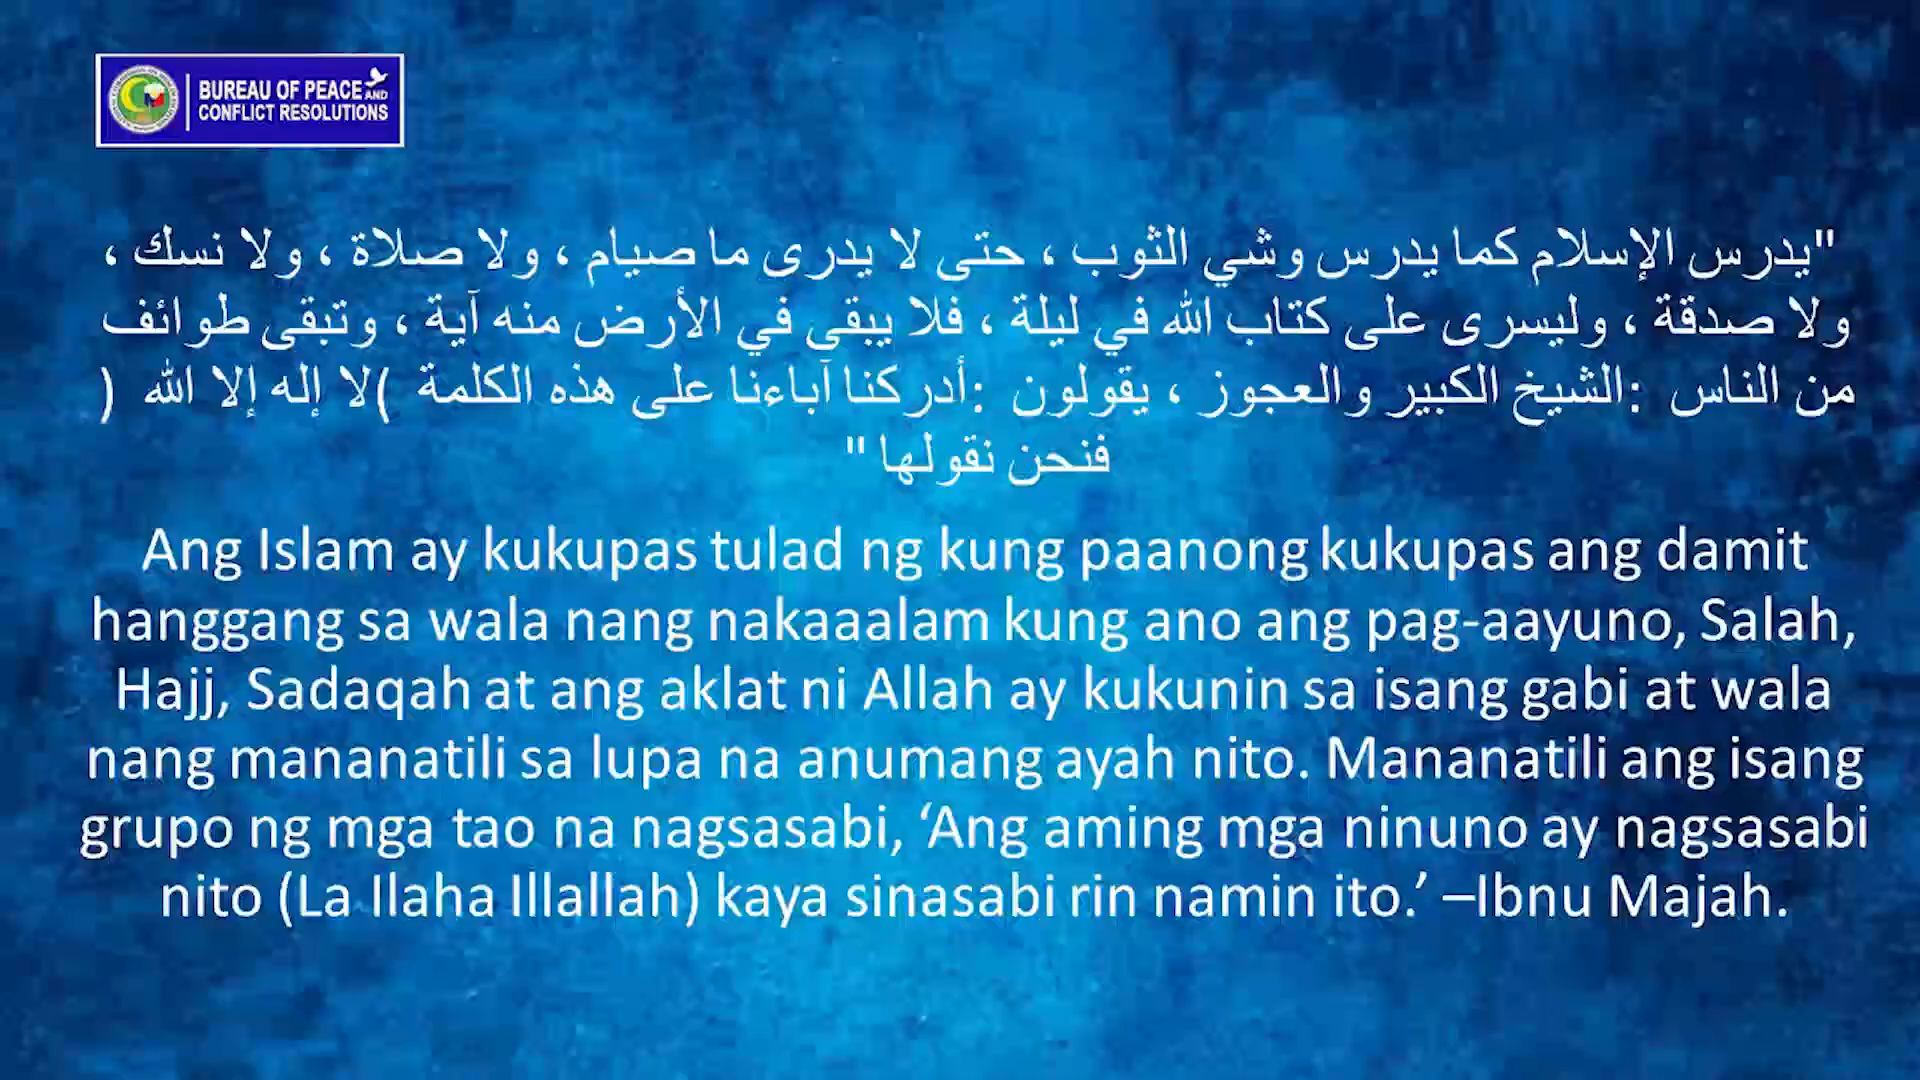 BUREAU OF PEACE AND
CONFLICT RESOLUTIONS
"يدرس الإسلام كما يدرس وشي الثوب ، حتى لا يدرى ما صيام ، ولا صلاة ، ولا نسك ،
ولا صدقة ، وليسرى على كتاب الله في ليلة ، فلا يبقى في الأرض منه آية ، وتبقى طوائف
من الناس :الشيخ الكبير والعجوز ، يقولون :أدركنا آباءنا على هذه الكلمة )لا إله إلا الله (
فنحن نقولها "
Ang Islam ay kukupas tulad ng kung paanong kukupas ang damit
hanggang sa wala nang nakaaalam kung ano ang pag-aayuno, Salah,
Hajj, Sadaqah at ang aklat ni Allah ay kukunin sa isang gabi at wala
nang mananatili sa lupa na anumang ayah nito. Mananatili ang isang
grupo ng mga tao na nagsasabi, ‘Ang aming mga ninuno ay nagsasabi
nito (La Ilaha Illallah) kaya sinasabi rin namin ito.’ –Ibnu Majah.